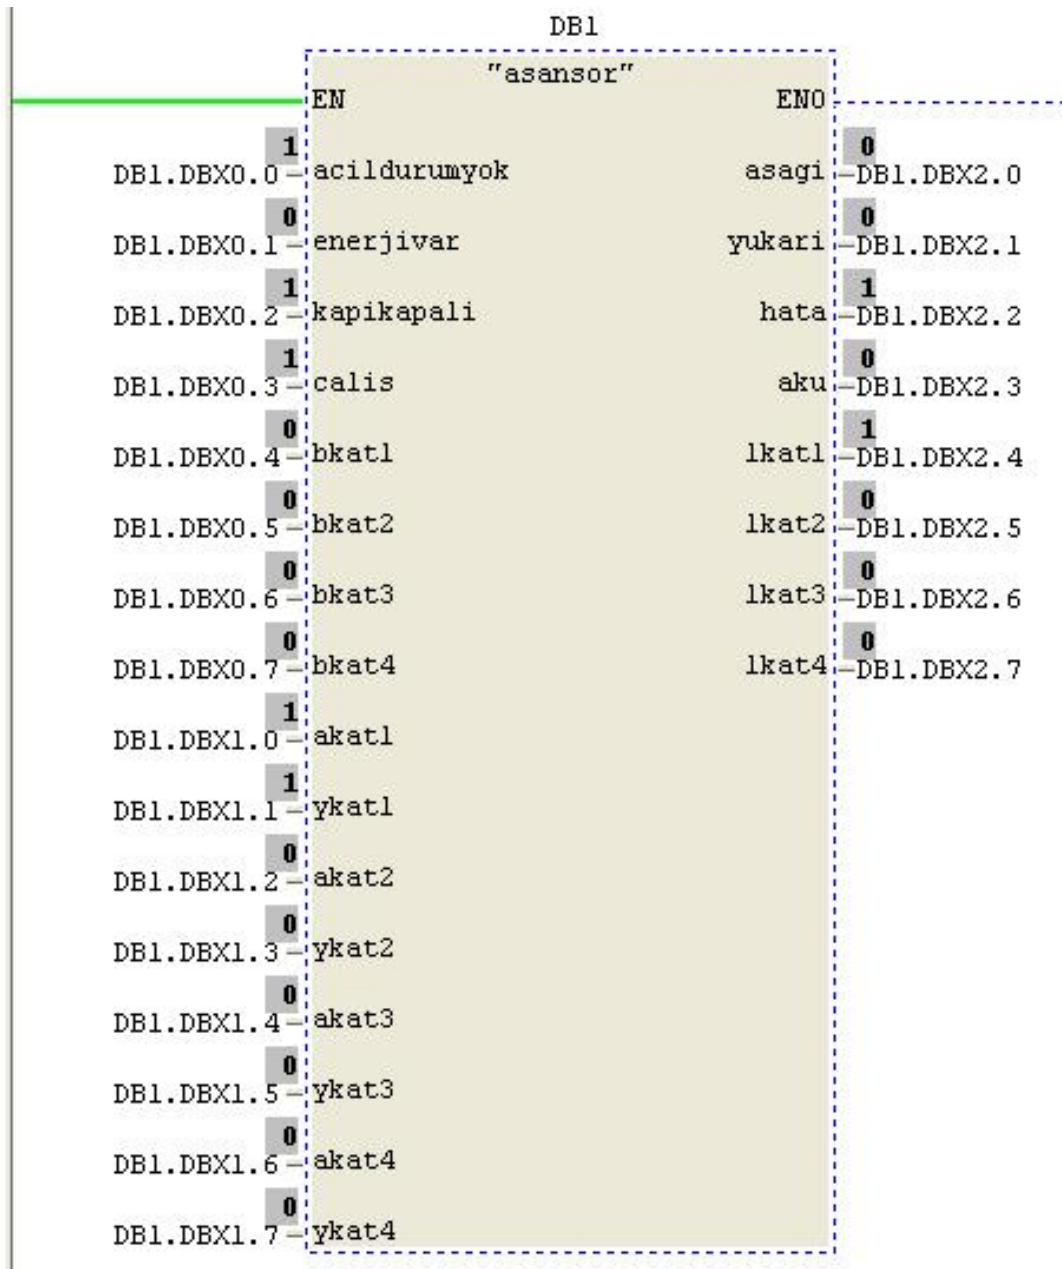 DB1
"asansor"
EN ENO
1 0
DB1.DBX0.0 acildurumyok asagi DB1.DBX2.0
0 0
DB1.DBX0.1 enerjivar yukari DB1.DBX2.1
1 1
DB1.DBX0.2 kapikapali hata DB1.DBX2.2
1 0
DB1.DBX0.3 calis aku DB1.DBX2.3
0 1
DB1.DBX0.4 bkat1 lkat1 DB1.DBX2.4
0 0
DB1.DBX0.5 bkat2 lkat2 DB1.DBX2.5
0 0
DB1.DBX0.6 bkat3 lkat3 DB1.DBX2.6
0 0
DB1.DBX0.7 bkat4 lkat4 DB1.DBX2.7
1
DB1.DBX1.0 akat1
1
DB1.DBX1.1 ykat1
0
DB1.DBX1.2 akat2
0
DB1.DBX1.3 ykat2
0
DB1.DBX1.4 akat3
0
DB1.DBX1.5 ykat3
0
DB1.DBX1.6 akat4
0
DB1.DBX1.7 ykat4